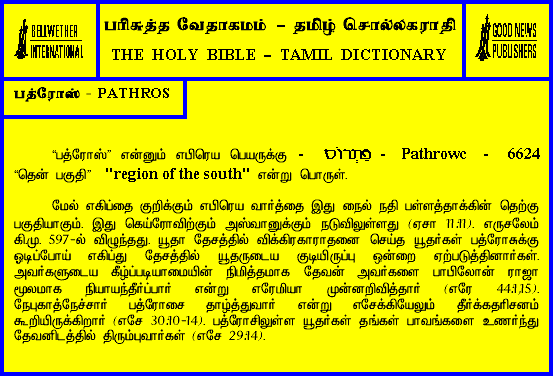 BELLWETHER
INTERNATIONAL
பரிசுத்த வேதாகமம் – தமிழ் சொல்லகராதி
THE HOLY BIBLE – TAMIL DICTIONARY
GOOD NEWS
PUBLISHERS
பத்ரோஸ் - PATHROS
“பத்ரோஸ்” என்னும் எபிரெய பெயருக்கு - - Pathrowc - 6624
“தென் பகுதி” "region of the south" என்று பொருள்.
மேல் எகிப்தை குறிக்கும் எபிரெய வார்த்தை இது நைல் நதி பள்ளத்தாக்கின் தெற்கு
பகுதியாகும். இது கெய்ரோவிற்கும் அஸ்வானுக்கும் நடுவிலுள்ளது (ஏசா 11:11). எருசலேம்
கி.மு. 597-ல் விழுந்தது. யூதா தேசத்தில் விக்கிரகாராதனை செய்த யூதர்கள் பத்ரோசுக்கு
ஓடிப்போய் எகிப்து தேசத்தில் யூதருடைய குடியிருப்பு ஒன்றை ஏற்படுத்தினார்கள்.
அவர்களுடைய கீழ்ப்படியாமையின் நிமித்தமாக தேவன் அவர்களை பாபிலோன் ராஜா
மூலமாக நியாயந்தீர்ப்பார் என்று எரேமியா முன்னறிவித்தார் (எரே 44:1,15).
நேபுகாத்நேச்சார் பத்ரோசை தாழ்த்துவார் என்று எசேக்கியேலும் தீர்க்கதரிசனம்
கூறியிருக்கிறார் (எசே 30:10-14). பத்ரோசிலுள்ள யூதர்கள் தங்கள் பாவங்களை உணர்ந்து
தேவனிடத்தில் திரும்புவார்கள் (எசே 29:14).